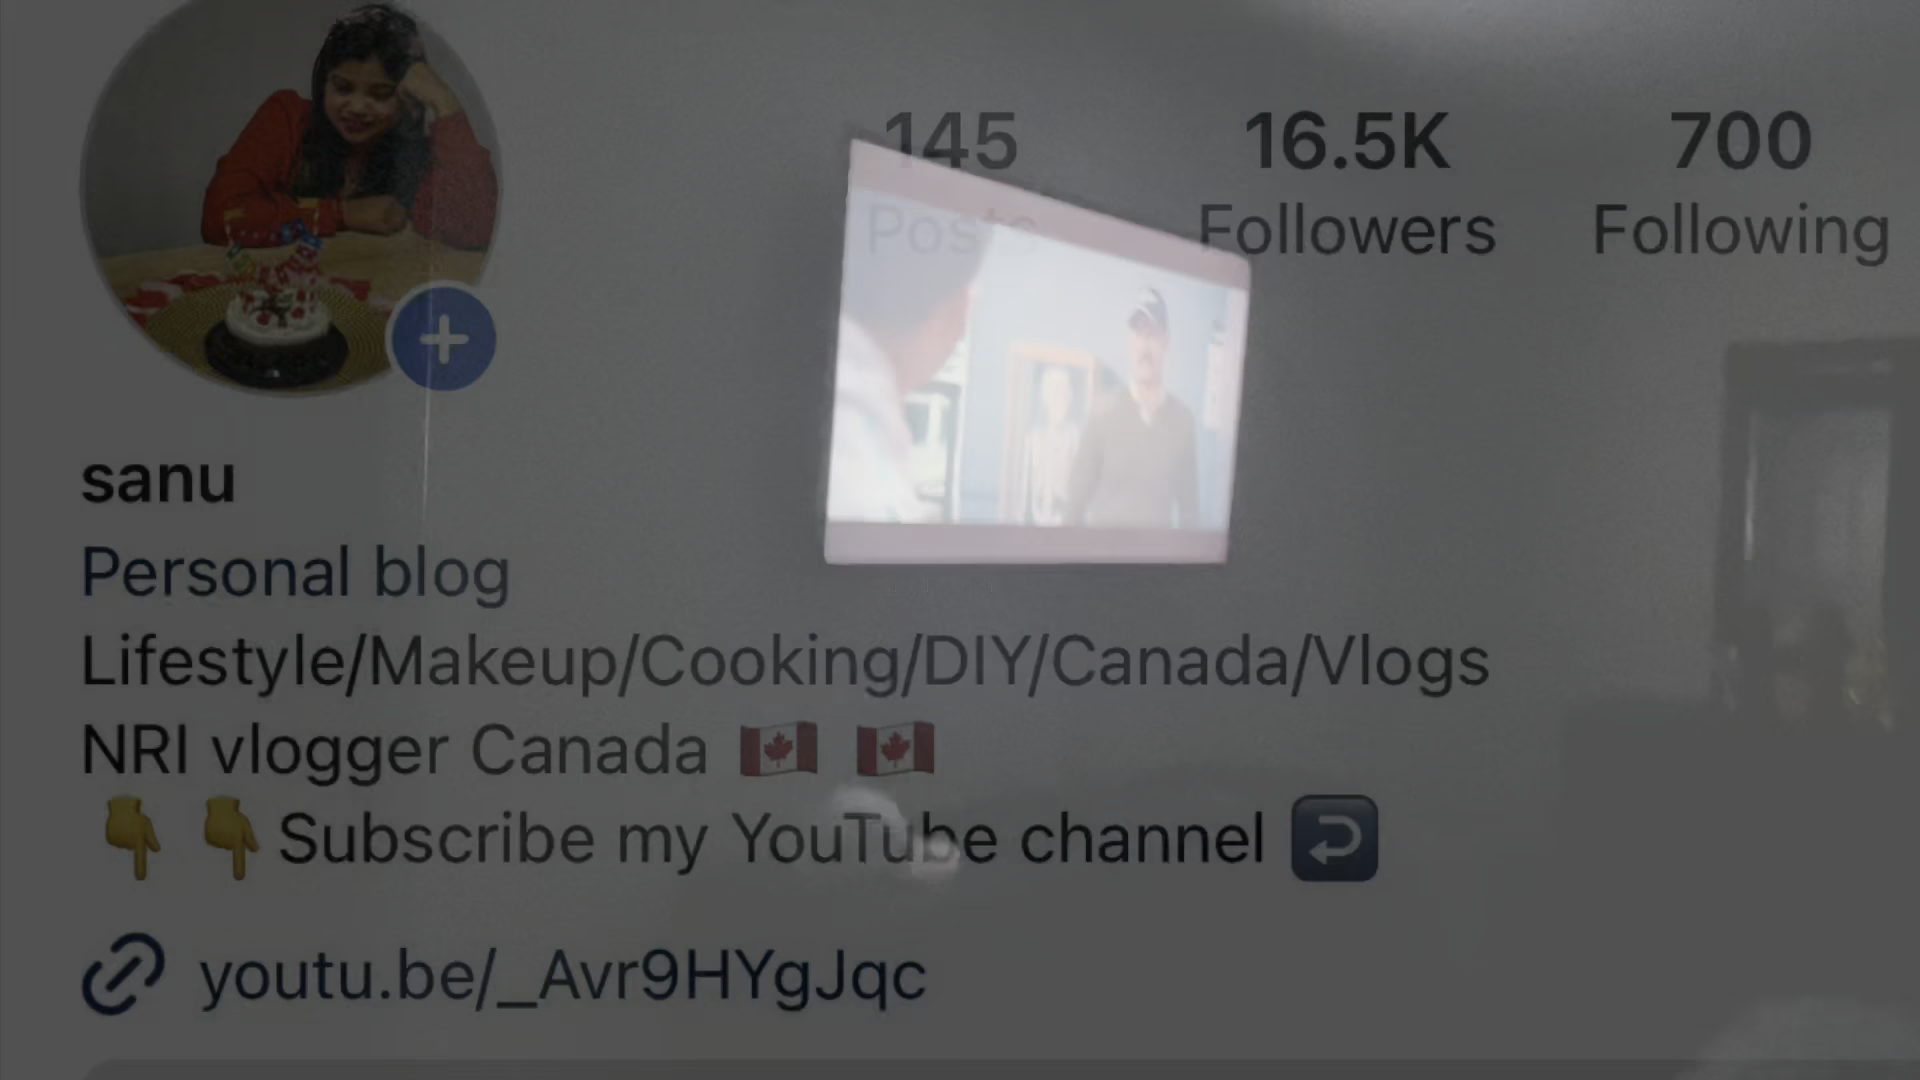 145 16.5K 700
Posts Followers Following
sanu
Personal blog
Lifestyle/Makeup/Cooking/DIY/Canada/Vlogs
NRI vlogger Canada 🇨🇦 🇨🇦
👇 👇 Subscribe my YouTube channel ↩️
youtu.be/_Avr9HYgJqc